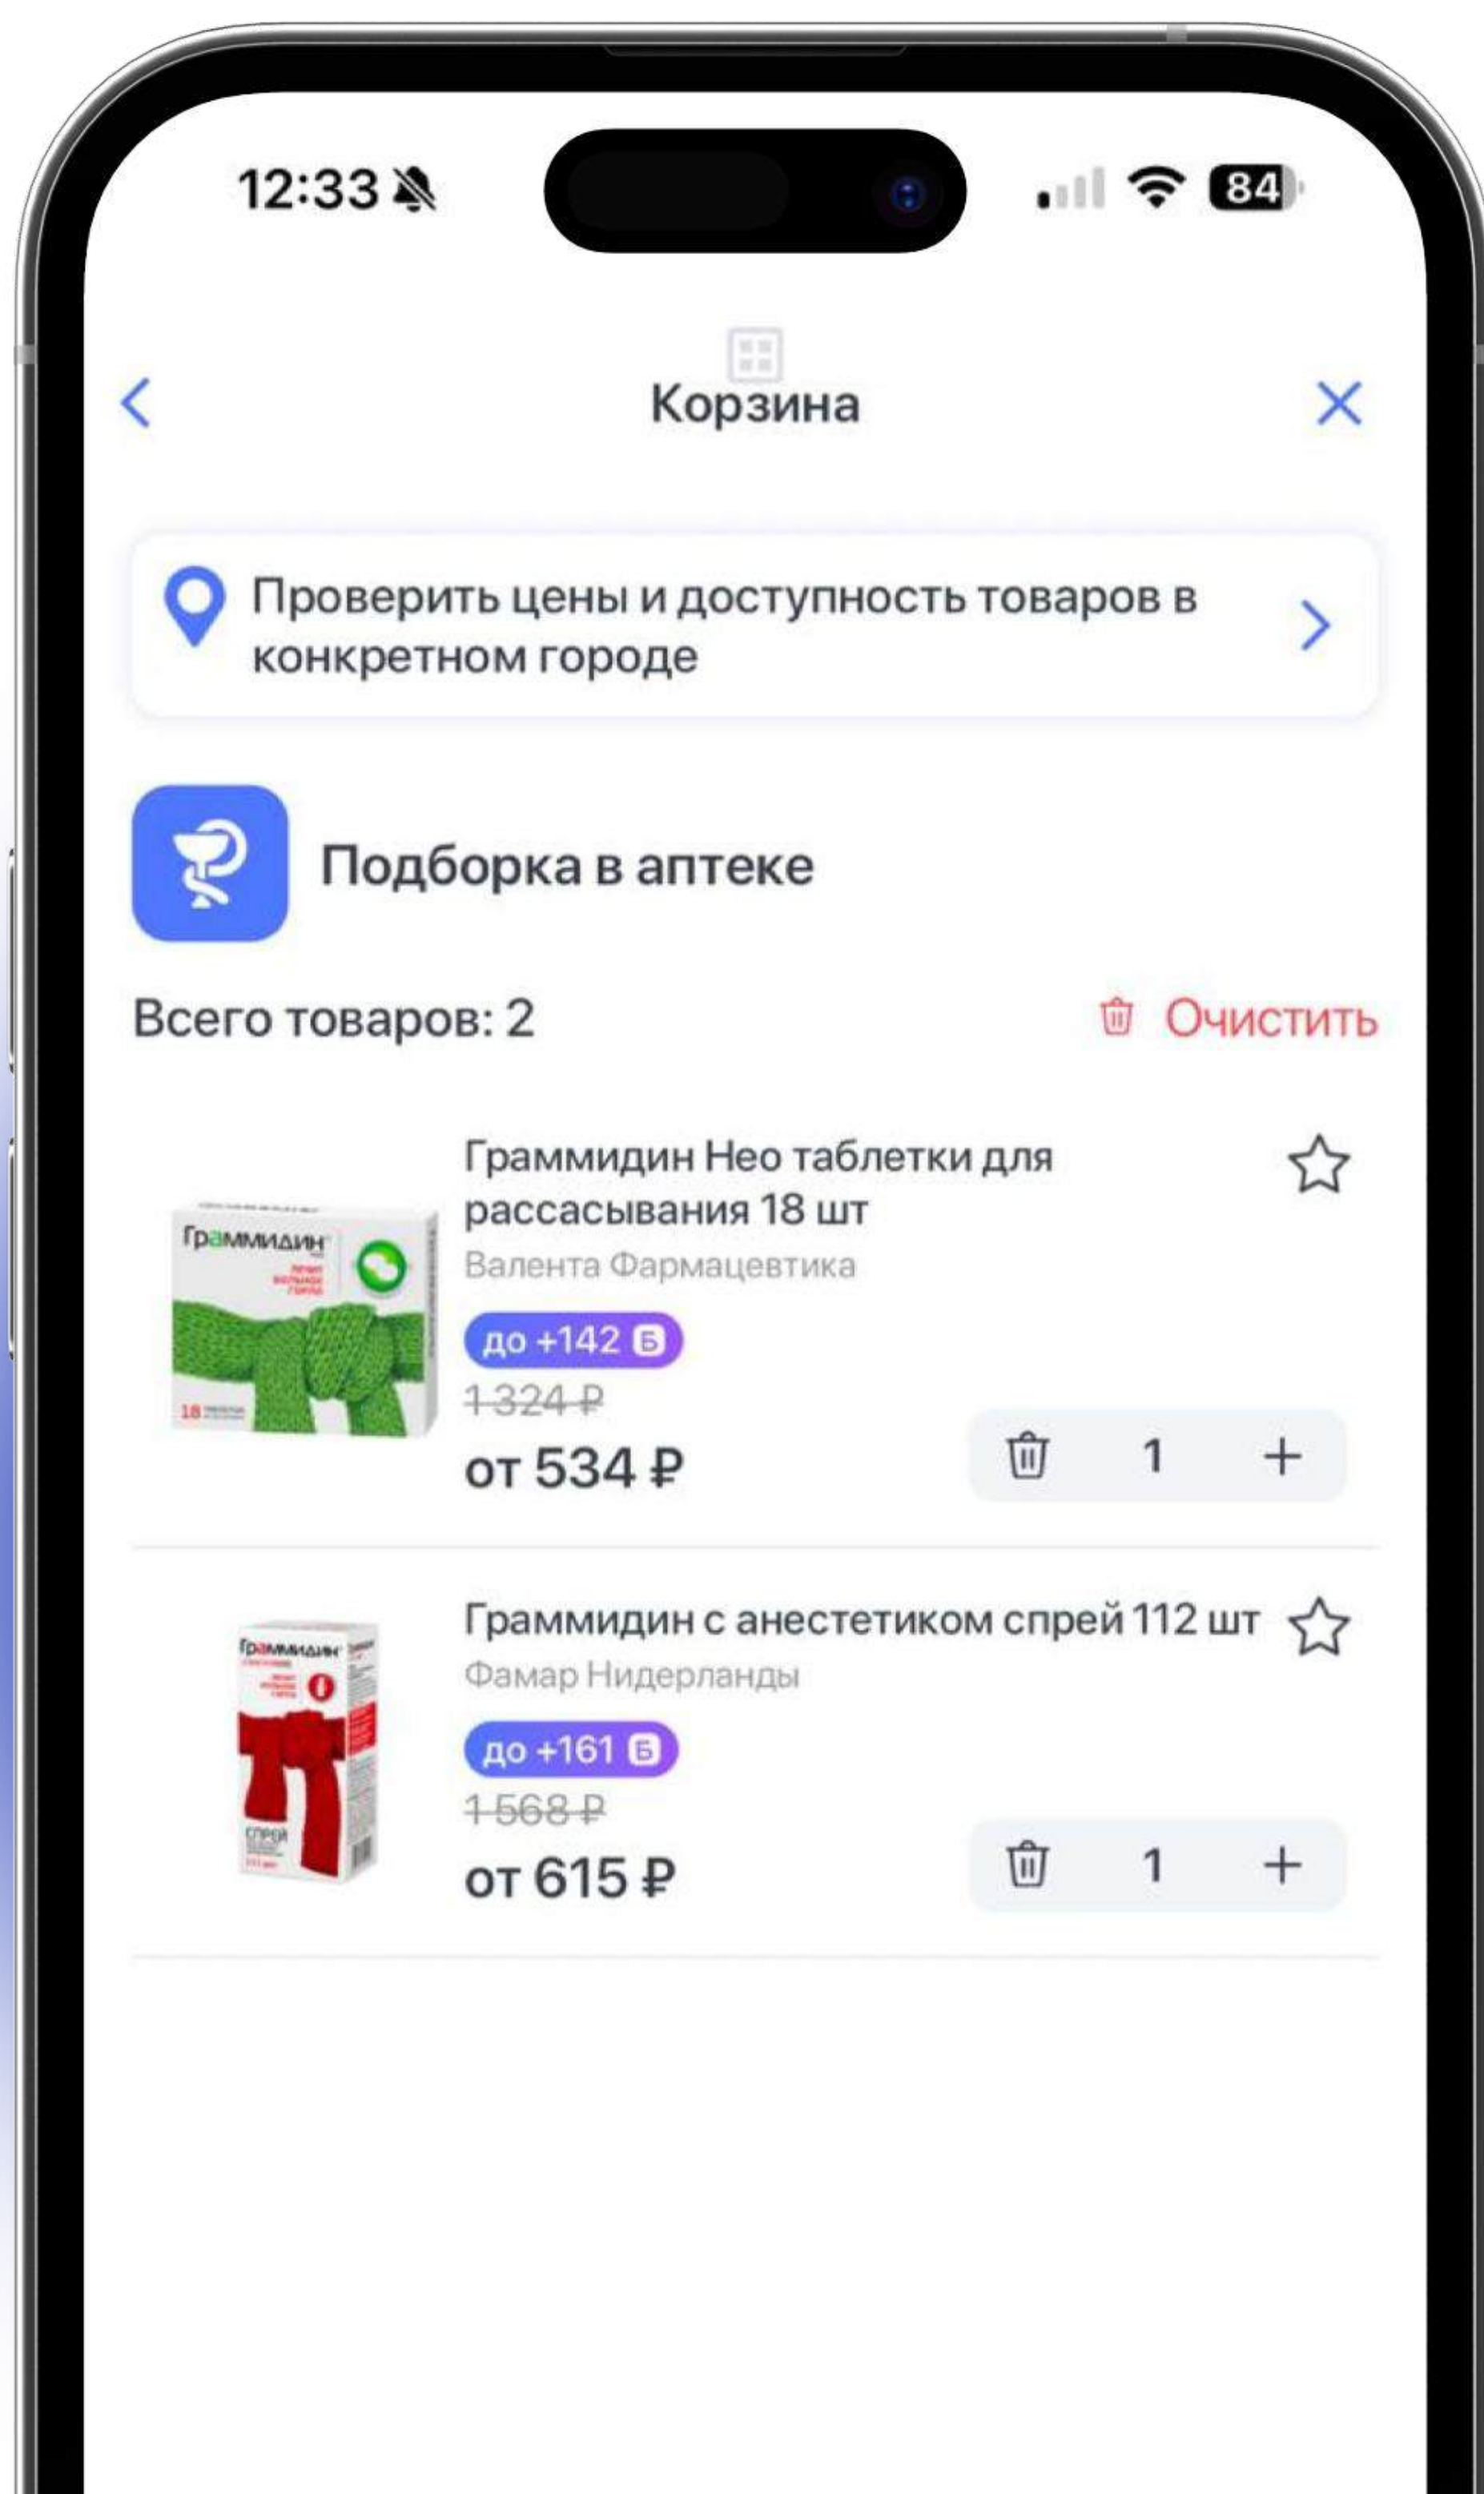 12:33
84
Корзина
Проверить цены и доступность товаров в
конкретном городе
Подборка в аптеке
Всего товаров: 2
Очистить
Граммидин Нео таблетки для
рассасывания 18 шт
Валента Фармацевтика
до +142 Б
1 324 ₽
от 534 ₽
1
Граммидин
18
Граммидин с анестетиком спрей 112 шт
Фамар Нидерланды
до +161 Б
1 568 ₽
от 615 ₽
1
Граммидин
СПРЕЙ